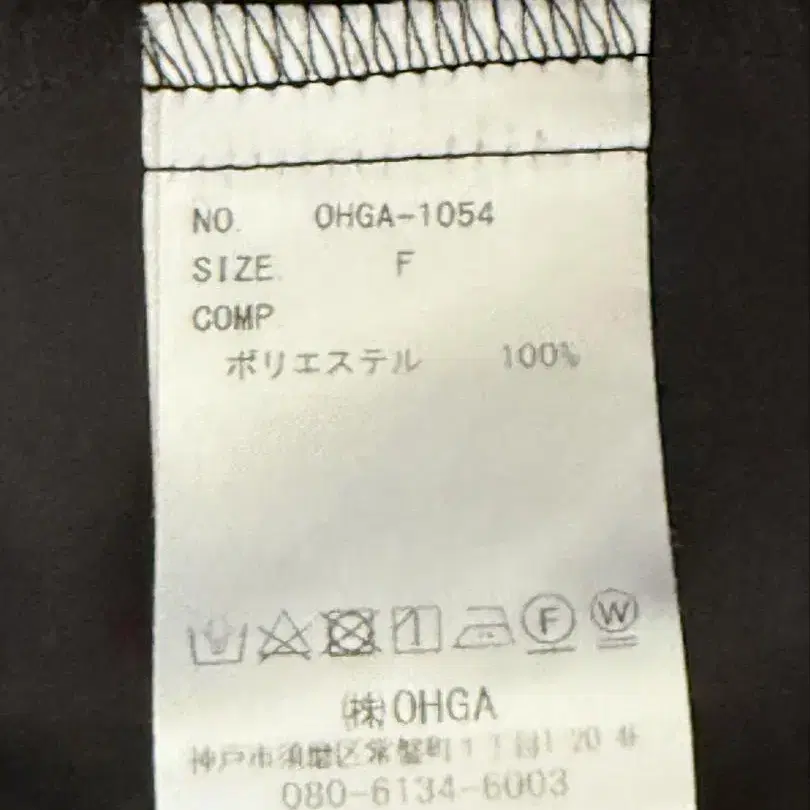 NO. OHGA-1054
SIZE. F
COMP
ポリエステル 100%
F W
㈱OHGA
神戸市須磨区常盤町1丁目1-20 4F
080-6134-6003